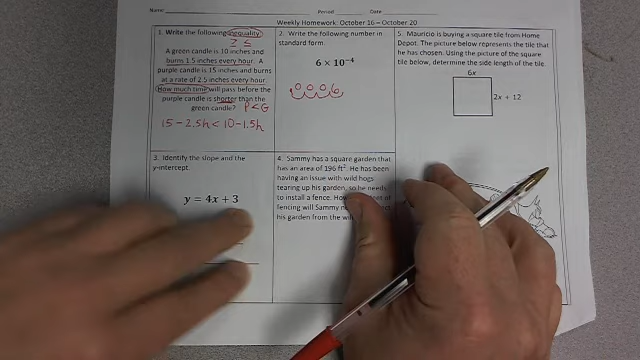 Name Period Date
Weekly Homework: October 16 – October 20
1. Write the following inequality.
> <
A green candle is 10 inches and
burns 1.5 inches every hour. A
purple candle is 15 inches and burns
at a rate of 2.5 inches every hour.
How much time will pass before the
purple candle is shorter than the
green candle? P < G
15 - 2.5h < 10 - 1.5h
2. Write the following number in
standard form.
6 × 10⁻⁴
0006
5. Mauricio is buying a square tile from Home
Depot. The picture below represents the tile that
he has chosen. Using the picture of the square
tile below, determine the side length of the tile.
6x
2x + 12
3. Identify the slope and the
y-intercept.
y = 4x + 3
4. Sammy has a square garden that
has an area of 196 ft². He has been
having an issue with wild hogs
tearing up his garden, so he needs
to install a fence. How
fencing will Sammy
his garden from the